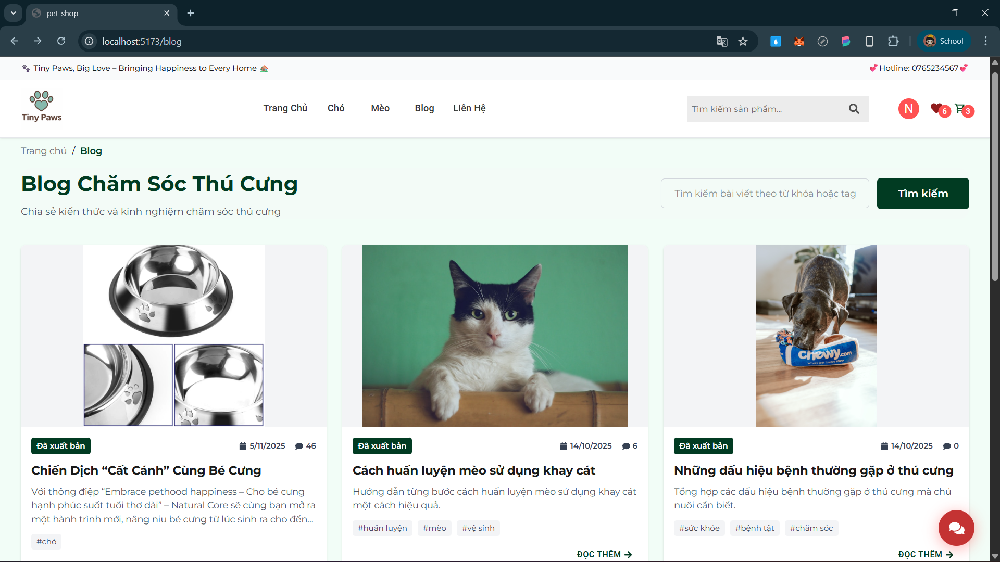 pet-shop
localhost:5173/blog
School
🐾 Tiny Paws, Big Love – Bringing Happiness to Every Home 🏠
💕 Hotline: 0765234567 💕
Tiny Paws
Trang Chủ Chó Mèo Blog Liên Hệ
Tìm kiếm sản phẩm...
N
6
3
Trang chủ / Blog
Blog Chăm Sóc Thú Cưng
Chia sẻ kiến thức và kinh nghiệm chăm sóc thú cưng
Tìm kiếm bài viết theo từ khóa hoặc tag
Tìm kiếm
chewy.com
where pet lovers shop
Đã xuất bản 5/11/2025 46
Chiến Dịch “Cất Cánh” Cùng Bé Cưng
Với thông điệp “Embrace pethood happiness – Cho bé cưng
hạnh phúc suốt tuổi thơ dài” – Natural Core sẽ cùng bạn mở ra
một hành trình mới, nâng niu bé cưng từ lúc sinh ra cho đến...
#chó
Đã xuất bản 14/10/2025 6
Cách huấn luyện mèo sử dụng khay cát
Hướng dẫn từng bước cách huấn luyện mèo sử dụng khay cát
một cách hiệu quả.
#huấn luyện #mèo #vệ sinh
ĐỌC THÊM →
Đã xuất bản 14/10/2025 0
Những dấu hiệu bệnh thường gặp ở thú cưng
Tổng hợp các dấu hiệu bệnh thường gặp ở thú cưng mà chủ
nuôi cần biết.
#sức khỏe #bệnh tật #chăm sóc
ĐỌC THÊM →